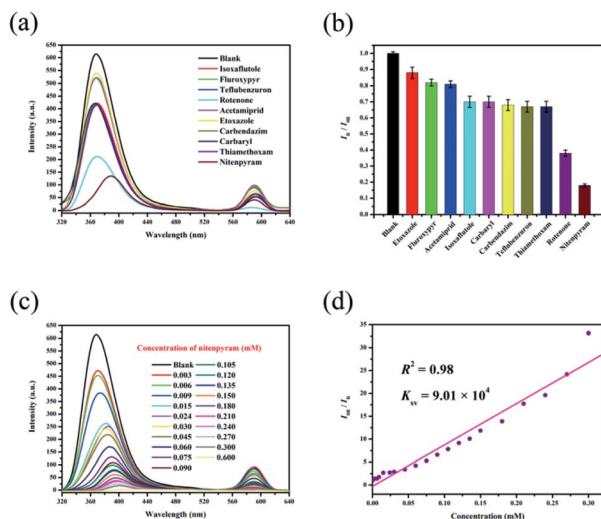 (a)
650
600
550
500
450
400
350
300
250
200
150
100
50
0
Intensity (a.u.)
320 360 400 440 480 520 560 600 640
Wavelength (nm)
Blank
Isoxaflutole
Fluroxypyr
Teflubenzuron
Rotenone
Acetamiprid
Etoxazole
Carbendazim
Carbaryl
Thiamethoxam
Nitenpyram
(b)
1.0
0.9
0.8
0.7
0.6
0.5
0.4
0.3
0.2
0.1
0.0
Blank
Etoxazole
Fluroxypyr
Acetamiprid
Isoxaflutole
Carbaryl
Carbendazim
Teflubenzuron
Thiamethoxam
Rotenone
Nitenpyram
(c)
650
600
550
500
450
400
350
300
250
200
150
100
50
0
Intensity (a.u.)
320 360 400 440 480 520 560 600 640
Wavelength (nm)
Concentration of nitenpyram (mM)
Blank 0.105
0.003 0.120
0.006 0.135
0.009 0.150
0.015 0.180
0.024 0.210
0.030 0.240
0.045 0.270
0.060 0.300
0.075 0.600
0.090
(d)
35
30
25
20
15
10
5
0
R² = 0.98
Ksv = 9.01 × 10⁴
0.00 0.05 0.10 0.15 0.20 0.25 0.30
Concentration (mM)